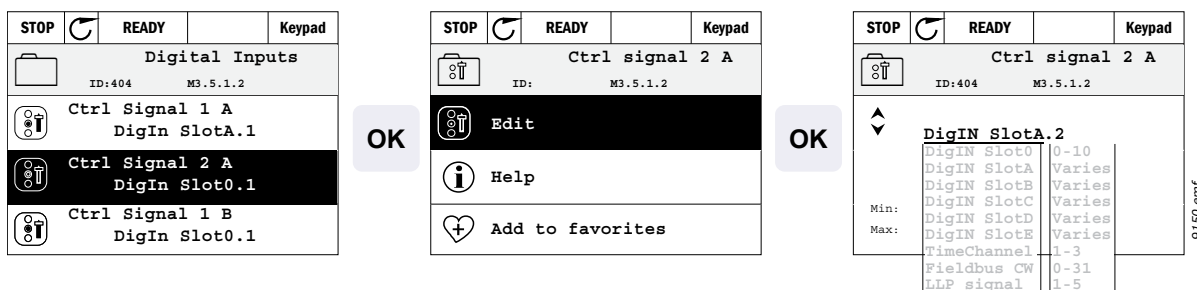 STOP READY Keypad
Digital Inputs
ID:404 M3.5.1.2
Ctrl Signal 1 A
DigIn SlotA.1
Ctrl Signal 2 A
DigIn Slot0.1
Ctrl Signal 1 B
DigIn Slot0.1
OK
STOP READY Keypad
Ctrl signal 2 A
ID: M3.5.1.2
Edit
Help
Add to favorites
OK
STOP READY Keypad
Ctrl signal 2 A
ID:404 M3.5.1.2
DigIN SlotA.2
DigIN Slot0 0-10
DigIN SlotA Varies
DigIN SlotB Varies
DigIN SlotC Varies
DigIN SlotD Varies
DigIN SlotE Varies
TimeChannel 1-3
Fieldbus CW 0-31
LLP signal 1-5
Min:
Max:
9159.emf